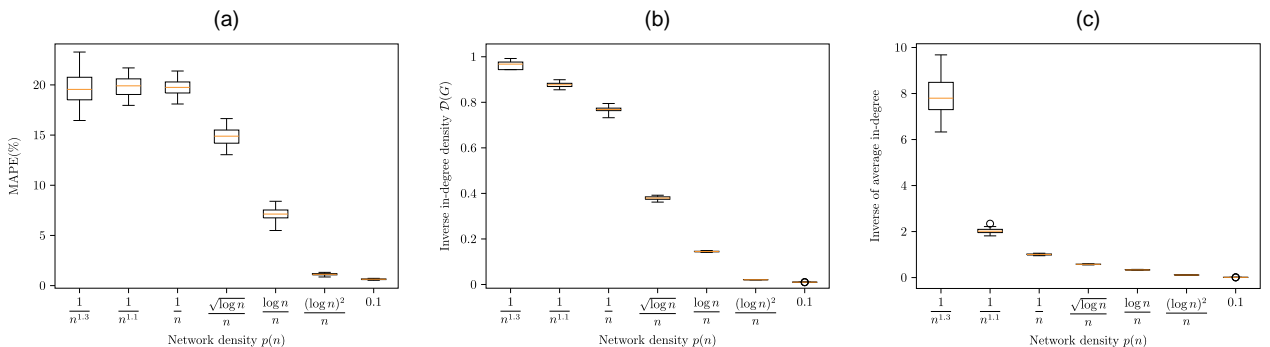 (a)
MAPE(%)
20
15
10
5
0
1/n^1.3 1/n^1.1 1/n √log n/n log n/n (log n)^2/n 0.1
Network density p(n)
(b)
Inverse in-degree density D(G)
1
0.8
0.6
0.4
0.2
0
1/n^1.3 1/n^1.1 1/n √log n/n log n/n (log n)^2/n 0.1
Network density p(n)
(c)
Inverse of average in-degree
10
8
6
4
2
0
1/n^1.3 1/n^1.1 1/n √log n/n log n/n (log n)^2/n 0.1
Network density p(n)